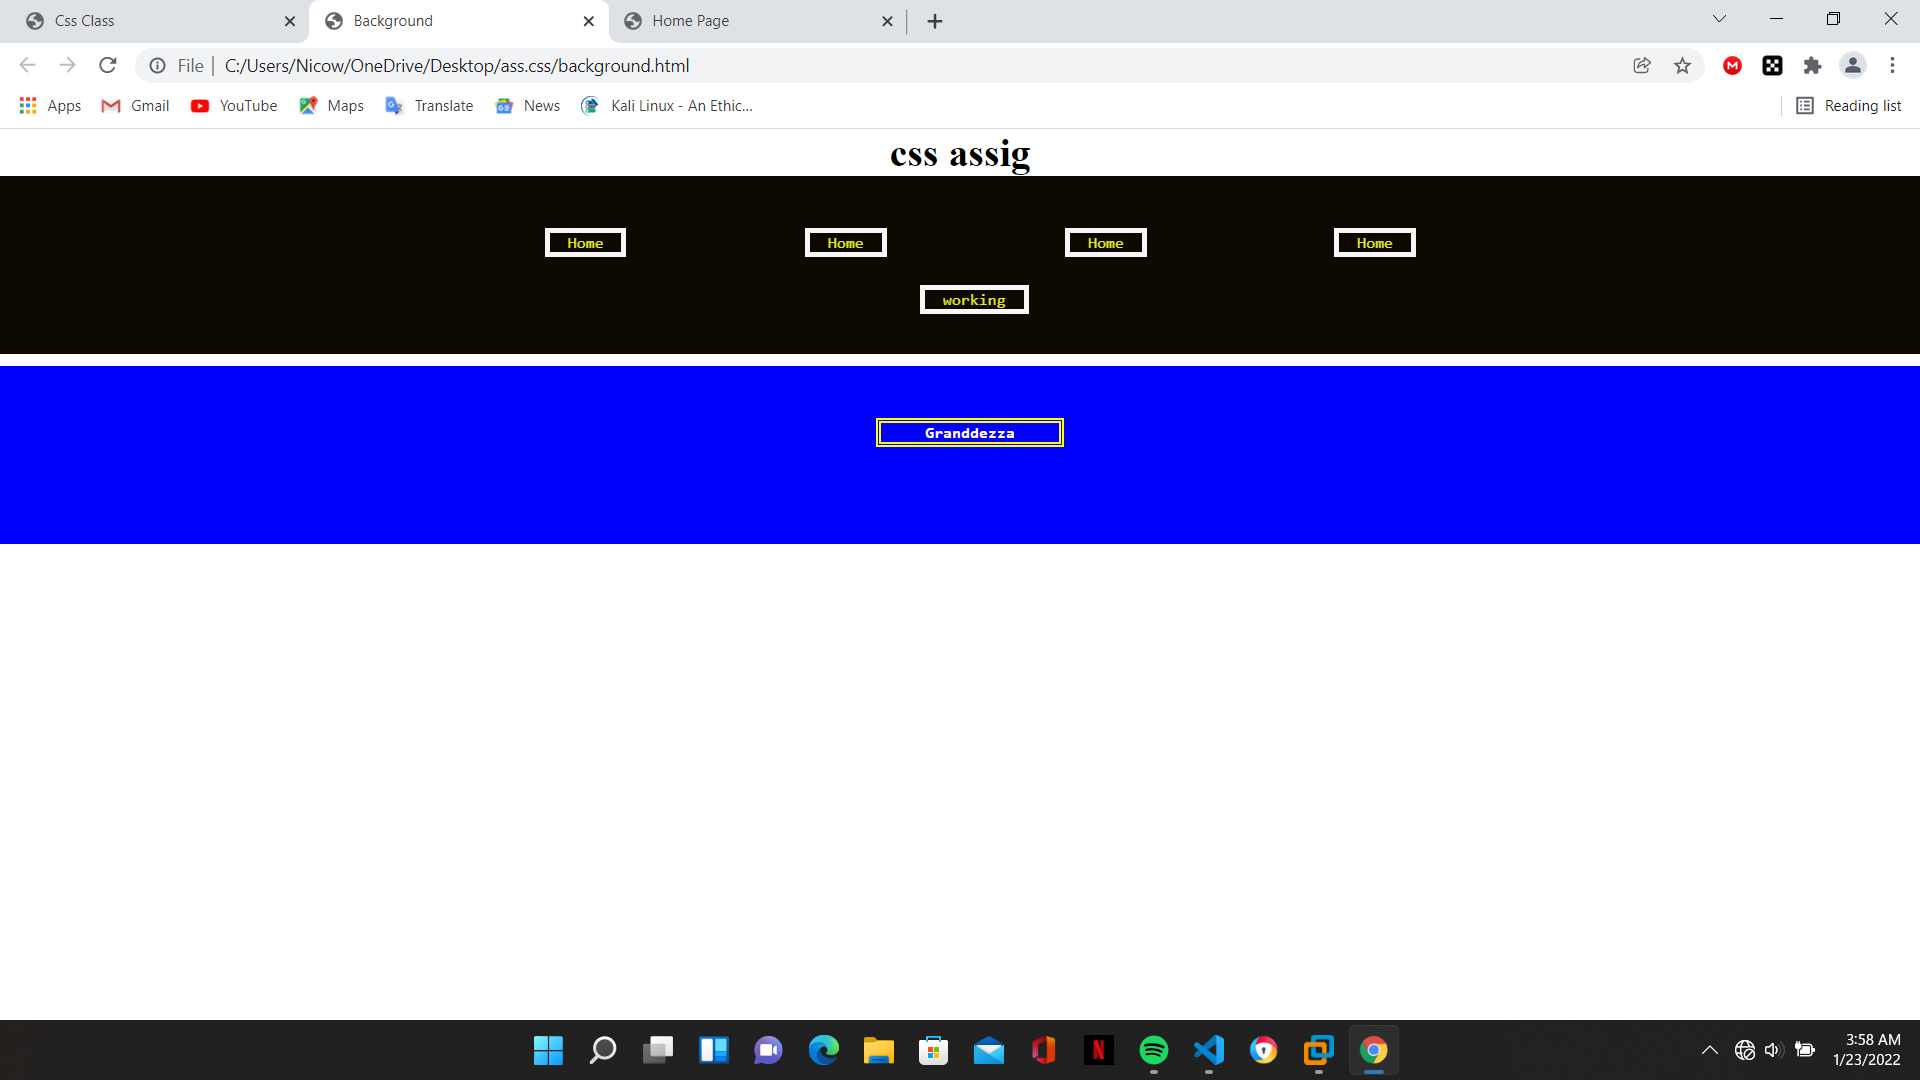 Css Class Background Home Page
File C:/Users/Nicow/OneDrive/Desktop/ass.css/background.html
Apps Gmail YouTube Maps Translate News Kali Linux - An Ethic... Reading list
css assig
Home Home Home Home
working
Granddezza
3:58 AM
1/23/2022